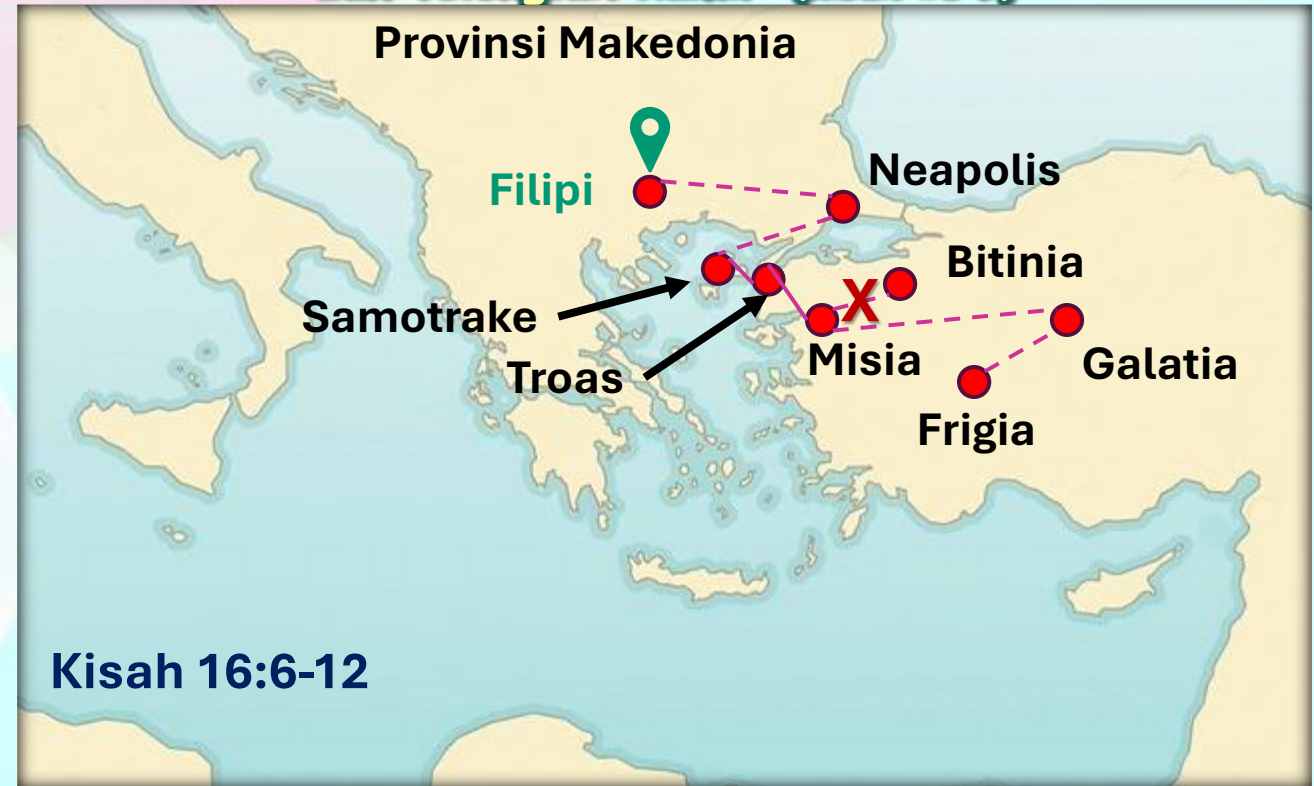 Provinsi Makedonia
Neapolis
Filipi
Bitinia
X
Samotrake
Misia
Galatia
Troas
Frigia
Kisah 16:6-12